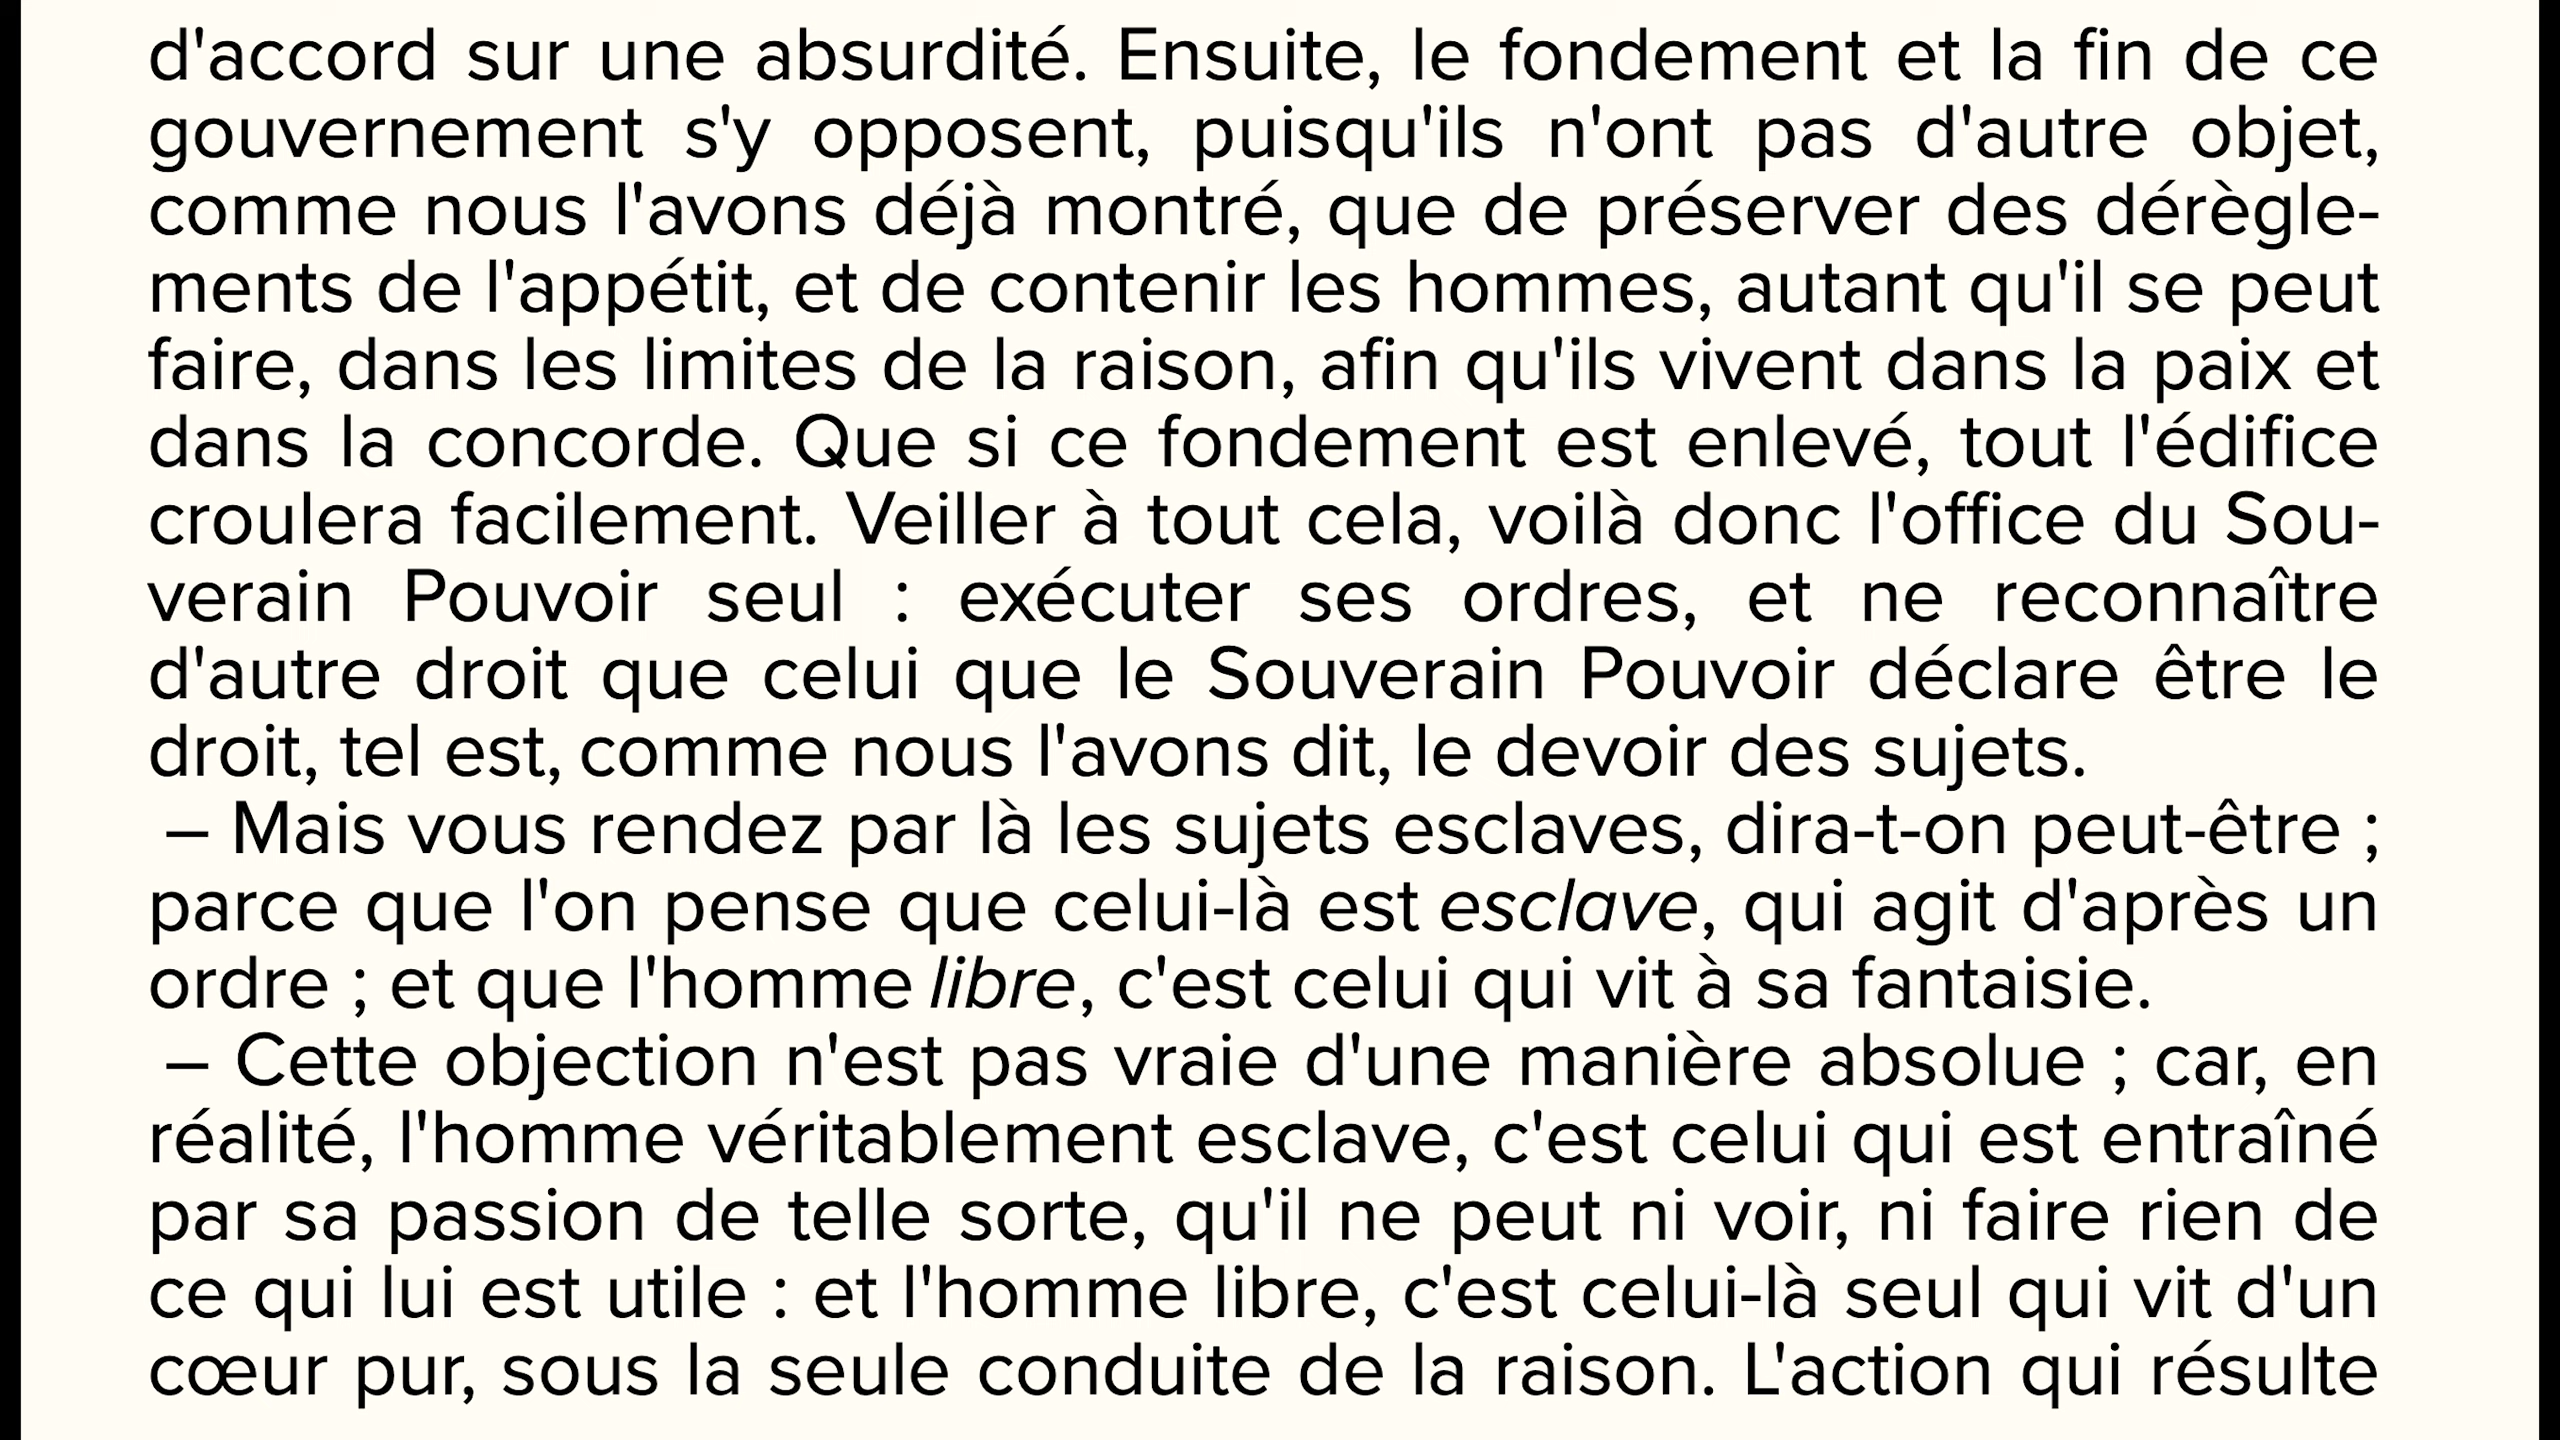 d'accord sur une absurdité. Ensuite, le fondement et la fin de ce
gouvernement s'y opposent, puisqu'ils n'ont pas d'autre objet,
comme nous l'avons déjà montré, que de préserver des dérègle-
ments de l'appétit, et de contenir les hommes, autant qu'il se peut
faire, dans les limites de la raison, afin qu'ils vivent dans la paix et
dans la concorde. Que si ce fondement est enlevé, tout l'édifice
croulera facilement. Veiller à tout cela, voilà donc l'office du Sou-
verain Pouvoir seul : exécuter ses ordres, et ne reconnaître
d'autre droit que celui que le Souverain Pouvoir déclare être le
droit, tel est, comme nous l'avons dit, le devoir des sujets.
– Mais vous rendez par là les sujets esclaves, dira-t-on peut-être ;
parce que l'on pense que celui-là est esclave, qui agit d'après un
ordre ; et que l'homme libre, c'est celui qui vit à sa fantaisie.
– Cette objection n'est pas vraie d'une manière absolue ; car, en
réalité, l'homme véritablement esclave, c'est celui qui est entraîné
par sa passion de telle sorte, qu'il ne peut ni voir, ni faire rien de
ce qui lui est utile : et l'homme libre, c'est celui-là seul qui vit d'un
cœur pur, sous la seule conduite de la raison. L'action qui résulte